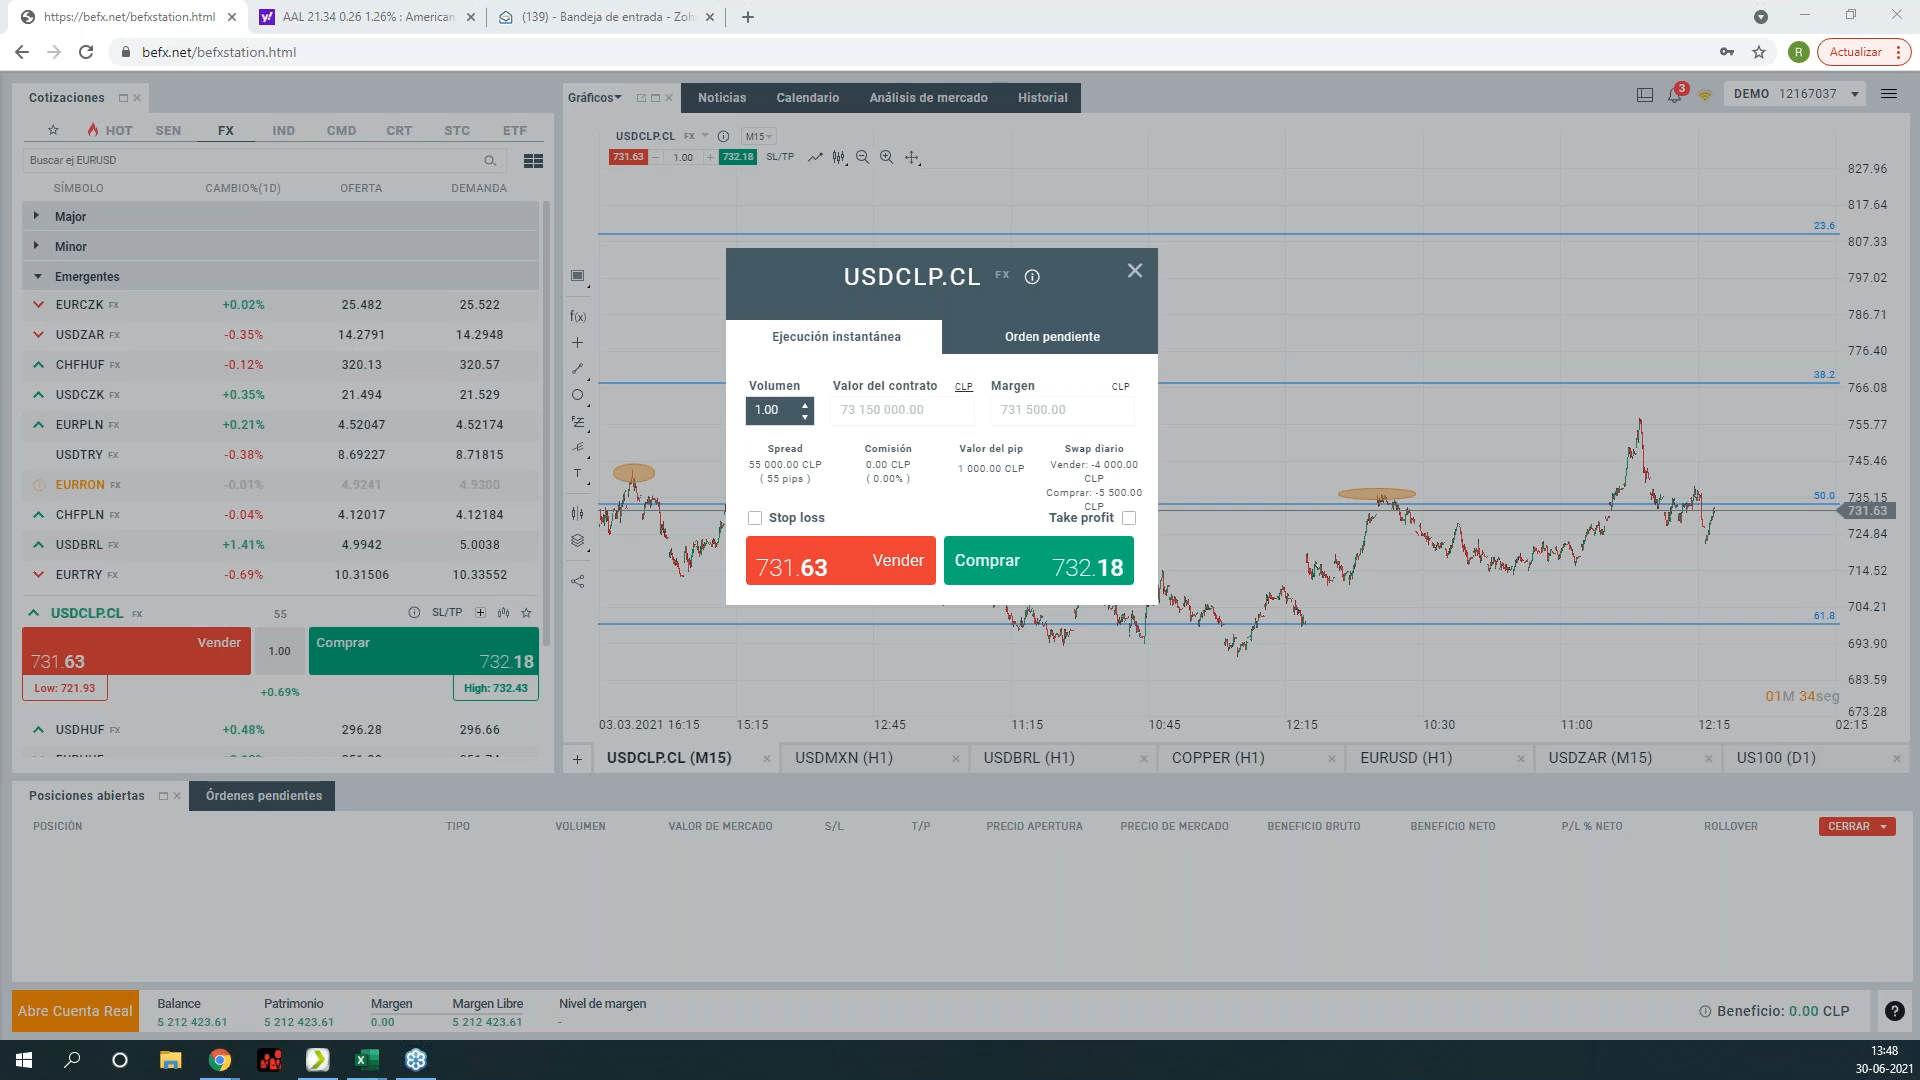 https://befx.net/befxstation.html
AAL 21.34 0.26 1.26% : American
(139) - Bandeja de entrada - Zoh
befx.net/befxstation.html
R
Actualizar
Cotizaciones
Gráficos
Noticias
Calendario
Análisis de mercado
Historial
3
DEMO 12167037
HOT SEN FX IND CMD CRT STC ETF
Buscar ej EURUSD
SÍMBOLO CAMBIO%(1D) OFERTA DEMANDA
Major
Minor
Emergentes
EURCZK FX +0.02% 25.482 25.522
USDZAR FX -0.35% 14.2791 14.2948
CHFHUF FX -0.12% 320.13 320.57
USDCZK FX +0.35% 21.494 21.529
EURPLN FX +0.21% 4.52047 4.52174
USDTRY FX -0.38% 8.69227 8.71815
EURRON FX -0.01% 4.9241 4.9300
CHFPLN FX -0.04% 4.12017 4.12184
USDBRL FX +1.41% 4.9942 5.0038
EURTRY FX -0.69% 10.31506 10.33552
USDCLP.CL FX 55 SL/TP
Vender 1.00 Comprar
731.63 732.18
Low: 721.93 +0.69% High: 732.43
USDHUF FX +0.48% 296.28 296.66
USDCLP.CL FX M15
731.63 1.00 732.18 SL/TP
f(x)
T
USDCLP.CL FX
Ejecución instantánea
Orden pendiente
Volumen Valor del contrato CLP Margen CLP
1.00 73 150 000.00 731 500.00
Spread Comisión Valor del pip Swap diario
55 000.00 CLP 0.00 CLP 1 000.00 CLP Vender: -4 000.00
( 55 pips ) ( 0.00% ) CLP
Comprar: -5 500.00
CLP
Stop loss Take profit
731.63 Vender
Comprar 732.18
827.96
817.64
23.6
807.33
797.02
786.71
776.40
38.2
766.08
755.77
745.46
50.0
735.15
731.63
724.84
714.52
704.21
61.8
693.90
683.59
01M 34seg
673.28
03.03.2021 16:15 15:15 12:45 11:15 10:45 12:15 10:30 11:00 12:15 02:15
USDCLP.CL (M15) USDMXN (H1) USDBRL (H1) COPPER (H1) EURUSD (H1) USDZAR (M15) US100 (D1)
Posiciones abiertas
Órdenes pendientes
POSICIÓN TIPO VOLUMEN VALOR DE MERCADO S/L T/P PRECIO APERTURA PRECIO DE MERCADO BENEFICIO BRUTO BENEFICIO NETO P/L % NETO ROLLOVER CERRAR
Abre Cuenta Real
Balance Patrimonio Margen Margen Libre Nivel de margen
5 212 423.61 5 212 423.61 0.00 5 212 423.61 -
Beneficio: 0.00 CLP
?
13:48
30-06-2021